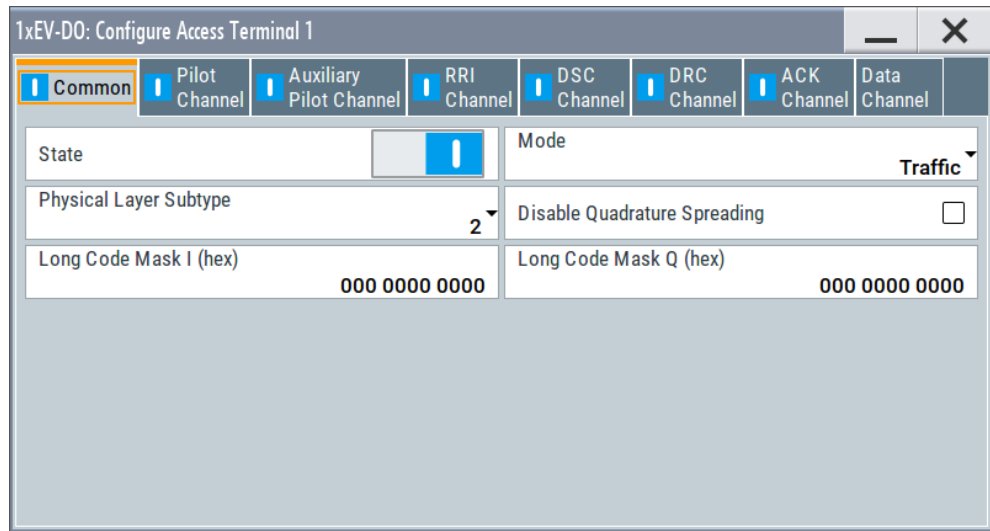 1xEV-DO: Configure Access Terminal 1
Common
Pilot
Channel
Auxiliary
Pilot Channel
RRI
Channel
DSC
Channel
DRC
Channel
ACK
Channel
Data
Channel
State
Mode
Traffic
Physical Layer Subtype
2
Disable Quadrature Spreading
Long Code Mask I (hex)
000 0000 0000
Long Code Mask Q (hex)
000 0000 0000